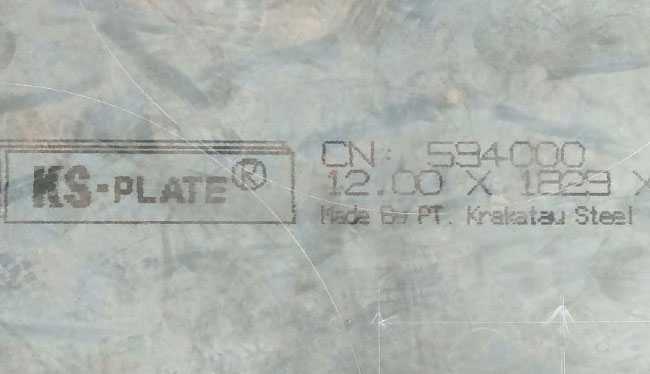 KS-PLATE®
CN: 594000
12.00 X 1829 X
Made By PT. Krakatau Steel